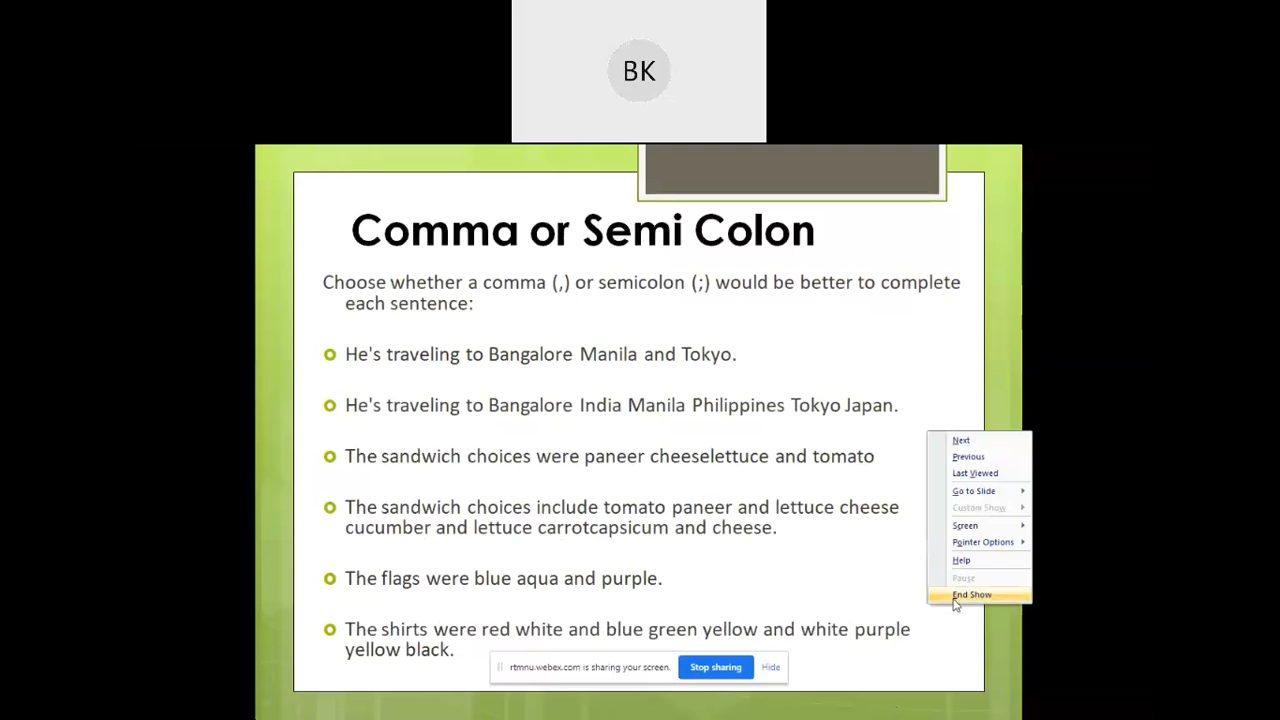 BK
Comma or Semi Colon
Choose whether a comma (,) or semicolon (;) would be better to complete
each sentence:
He's traveling to Bangalore Manila and Tokyo.
He's traveling to Bangalore India Manila Philippines Tokyo Japan.
The sandwich choices were paneer cheeselettuce and tomato
The sandwich choices include tomato paneer and lettuce cheese
cucumber and lettuce carrotcapsicum and cheese.
The flags were blue aqua and purple.
The shirts were red white and blue green yellow and white purple
yellow black.
Next
Previous
Last Viewed
Go to Slide
Custom Show
Screen
Pointer Options
Help
Pause
End Show
rtmnu.webex.com is sharing your screen.
Stop sharing
Hide